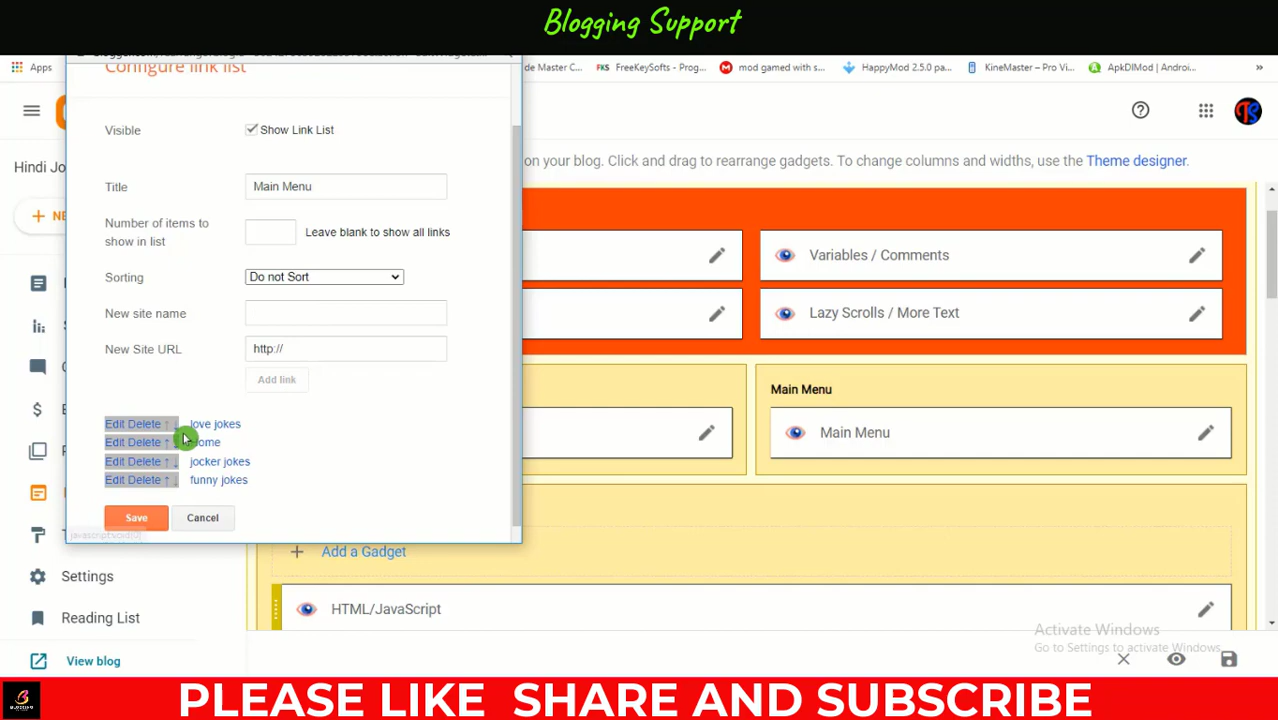 Blogging Support
Apps
de Master C...
FKS FreeKeySofts - Prog...
mod gamed with s...
HappyMod 2.5.0 pa...
KineMaster – Pro Vi...
ApkDlMod | Androi...
»
Configure link list
Hindi Jo
on your blog. Click and drag to rearrange gadgets. To change columns and widths, use the Theme designer.
Visible
Show Link List
Title
Main Menu
Number of items to
show in list
Leave blank to show all links
Sorting
Do not Sort
New site name
New Site URL
http://
Add link
Edit Delete ↑ ↓ love jokes
Edit Delete ↑
Edit Delete ↑ ↓ jocker jokes
Edit Delete ↑ ↓ funny jokes
Save
Cancel
+ NE
Variables / Comments
Lazy Scrolls / More Text
Main Menu
Main Menu
+ Add a Gadget
HTML/JavaScript
Settings
Reading List
View blog
Activate Windows
Go to Settings to activate Windows.
PLEASE LIKE SHARE AND SUBSCRIBE